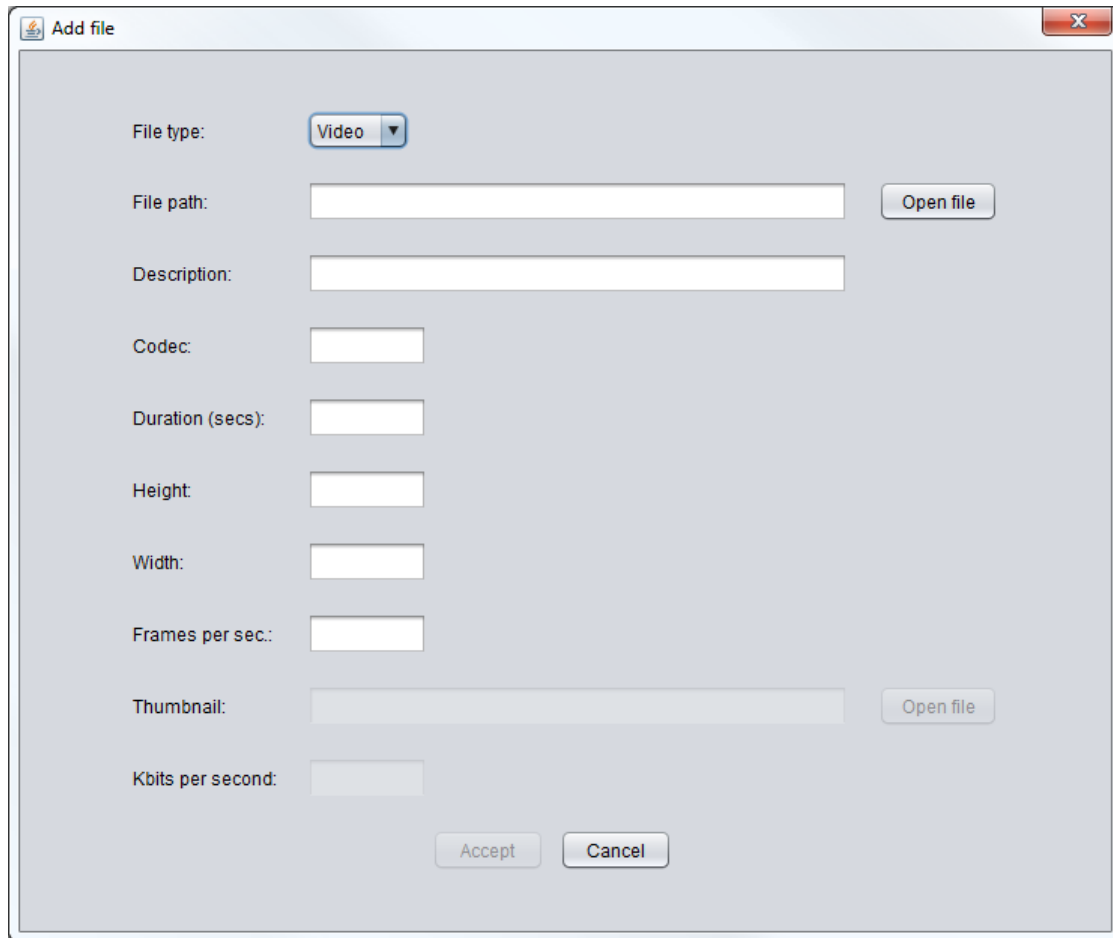 Add file
File type: Video
File path: Open file
Description:
Codec:
Duration (secs):
Height:
Width:
Frames per sec.:
Thumbnail: Open file
Kbits per second:
Accept Cancel